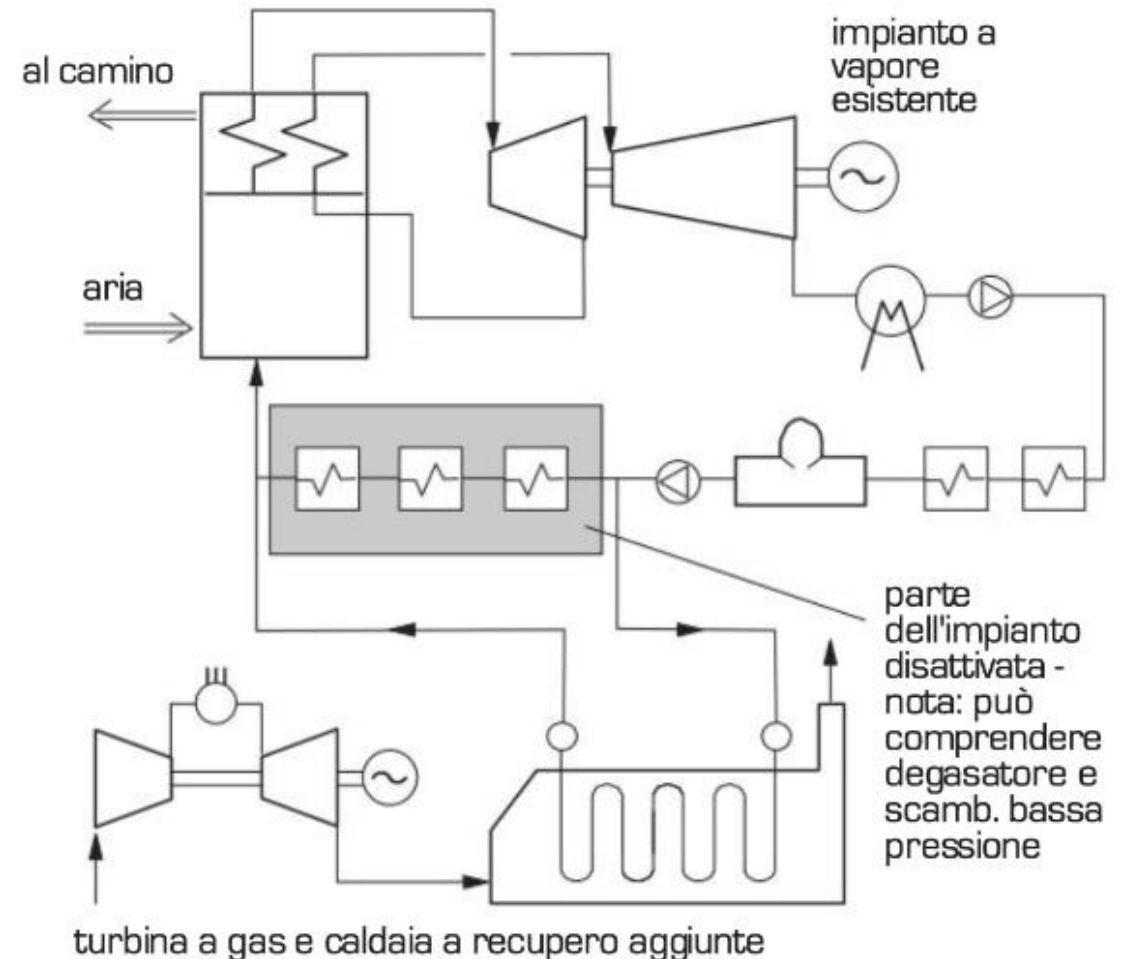 al camino
impianto a
vapore
esistente
aria
parte
dell'impianto
disattivata -
nota: può
comprendere
degasatore e
scamb. bassa
pressione
turbina a gas e caldaia a recupero aggiunte